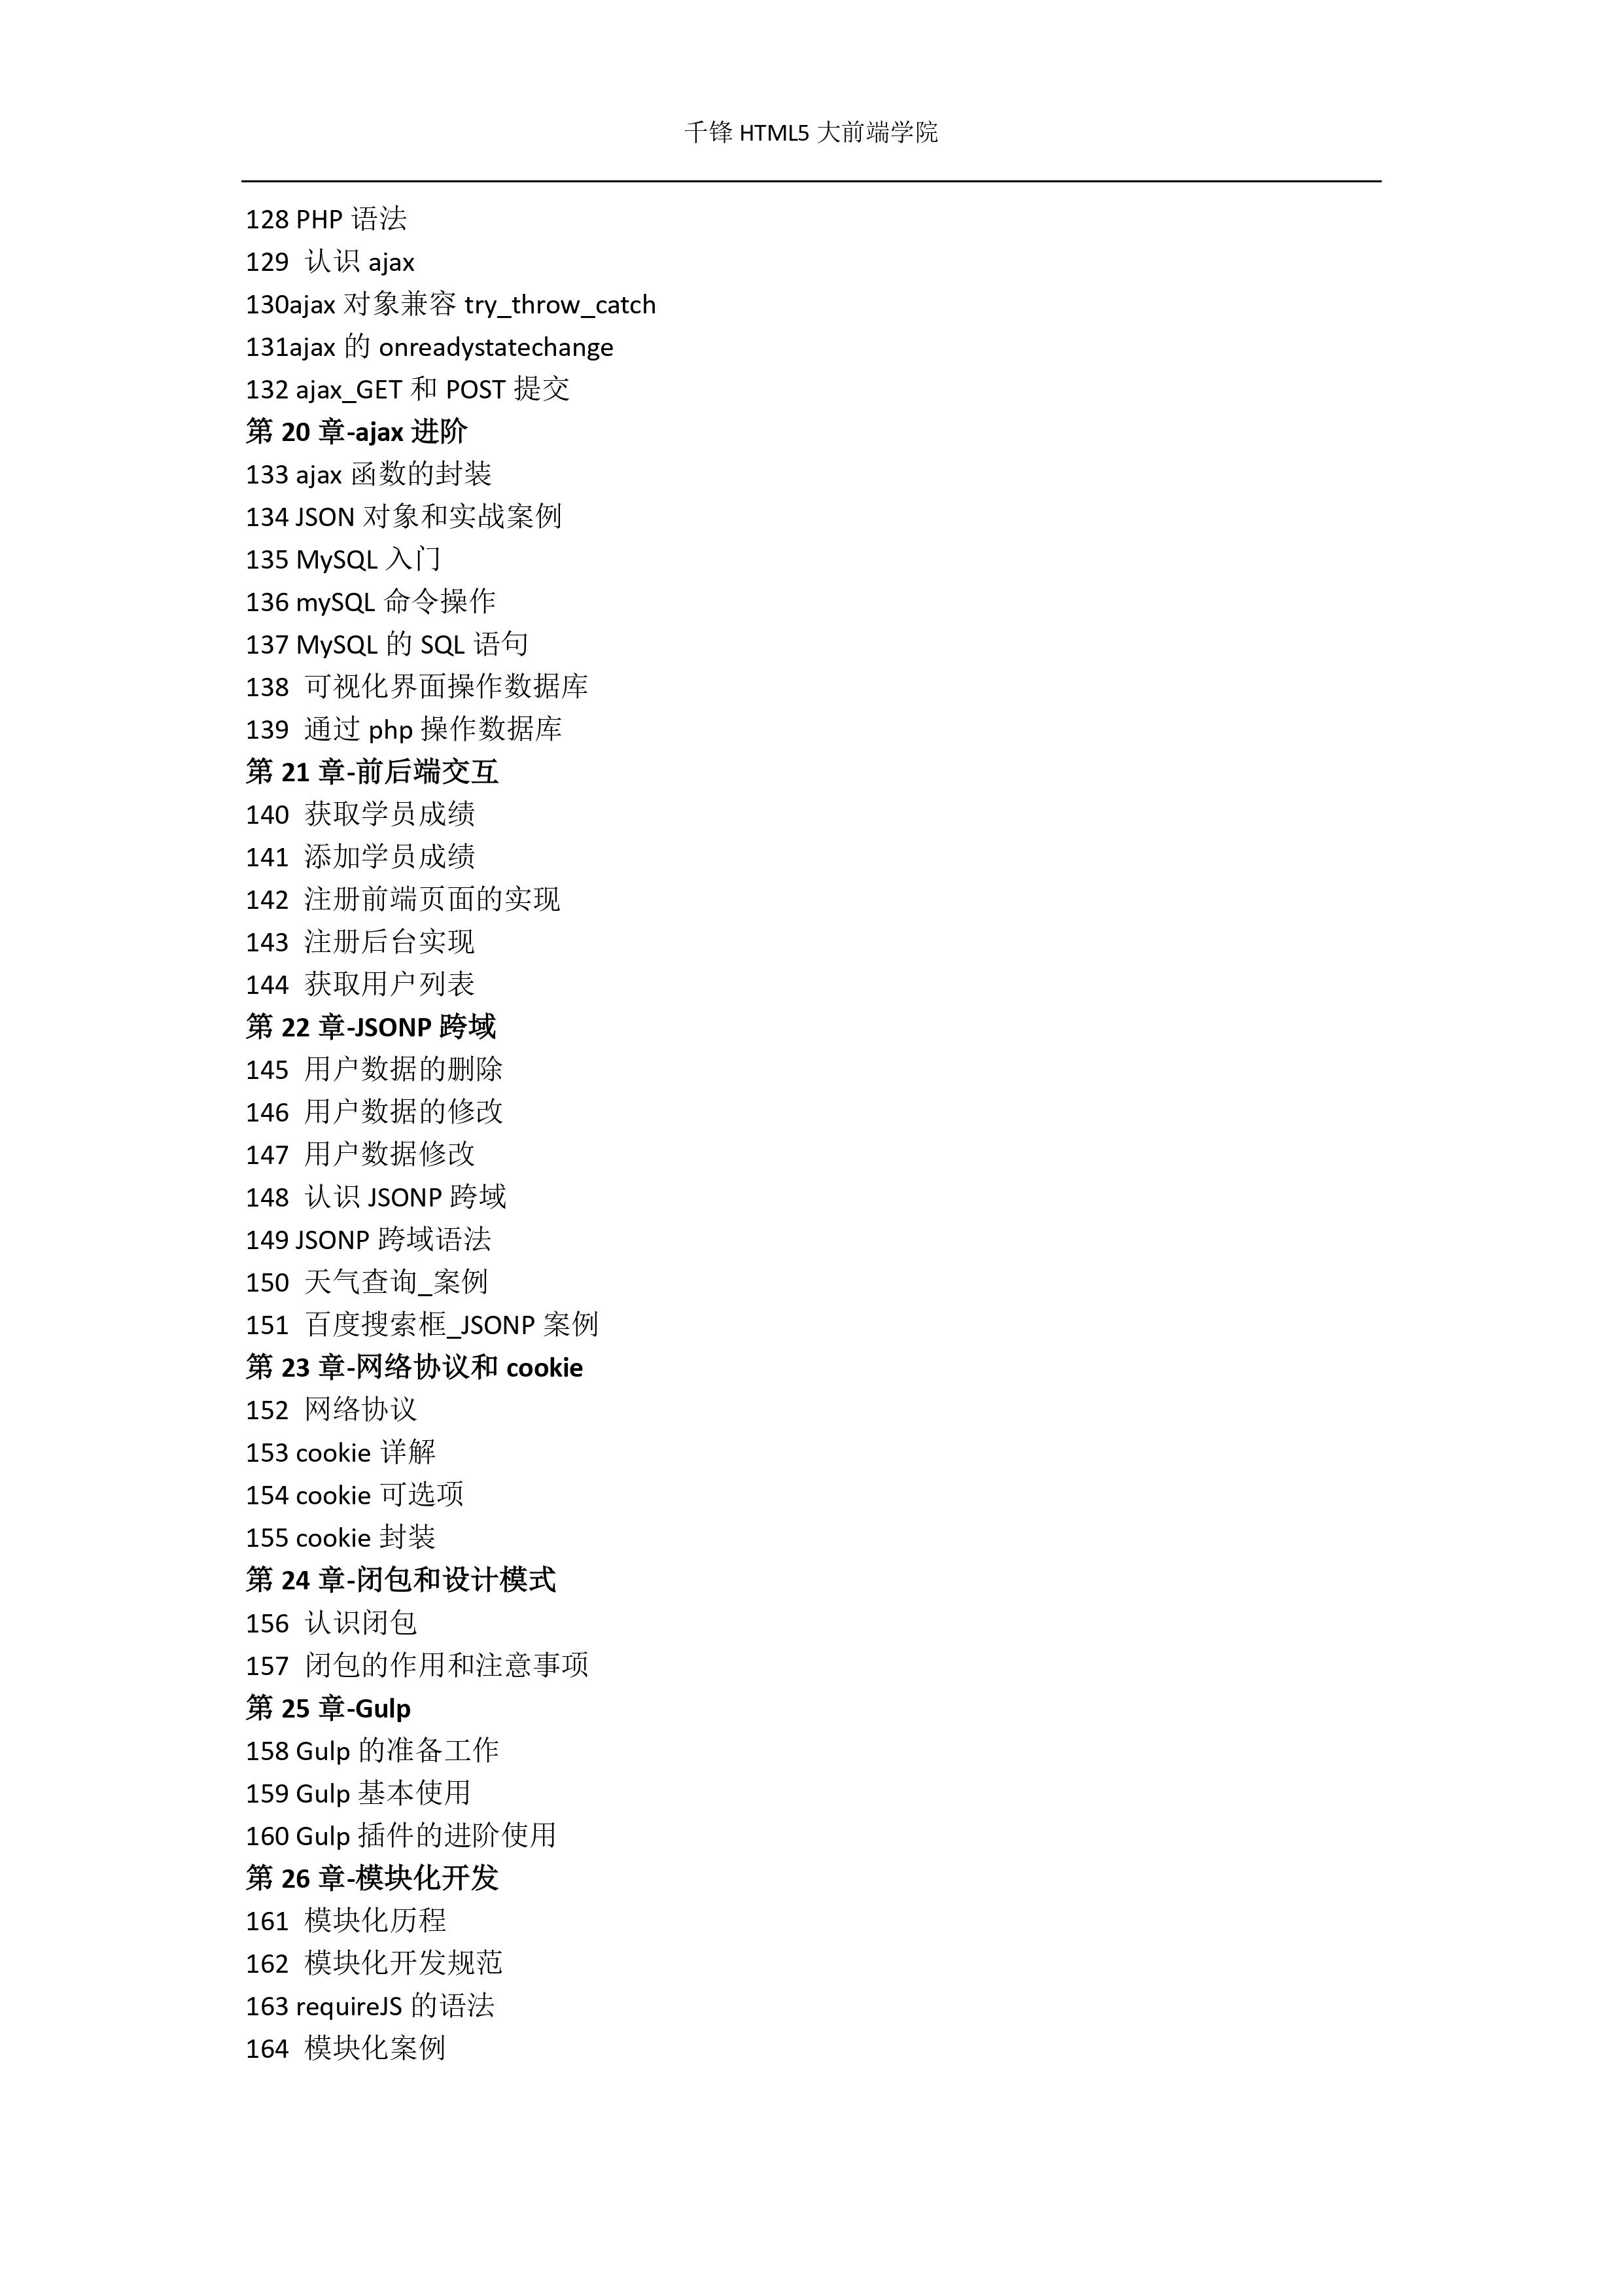 千锋 HTML5 大前端学院
128 PHP 语法
129 认识 ajax
130ajax 对象兼容 try_throw_catch
131ajax 的 onreadystatechange
132 ajax_GET 和 POST 提交
第 20 章-ajax 进阶
133 ajax 函数的封装
134 JSON 对象和实战案例
135 MySQL 入门
136 mySQL 命令操作
137 MySQL 的 SQL 语句
138 可视化界面操作数据库
139 通过 php 操作数据库
第 21 章-前后端交互
140 获取学员成绩
141 添加学员成绩
142 注册前端页面的实现
143 注册后台实现
144 获取用户列表
第 22 章-JSONP 跨域
145 用户数据的删除
146 用户数据的修改
147 用户数据修改
148 认识 JSONP 跨域
149 JSONP 跨域语法
150 天气查询_案例
151 百度搜索框_JSONP 案例
第 23 章-网络协议和 cookie
152 网络协议
153 cookie 详解
154 cookie 可选项
155 cookie 封装
第 24 章-闭包和设计模式
156 认识闭包
157 闭包的作用和注意事项
第 25 章-Gulp
158 Gulp 的准备工作
159 Gulp 基本使用
160 Gulp 插件的进阶使用
第 26 章-模块化开发
161 模块化历程
162 模块化开发规范
163 requireJS 的语法
164 模块化案例